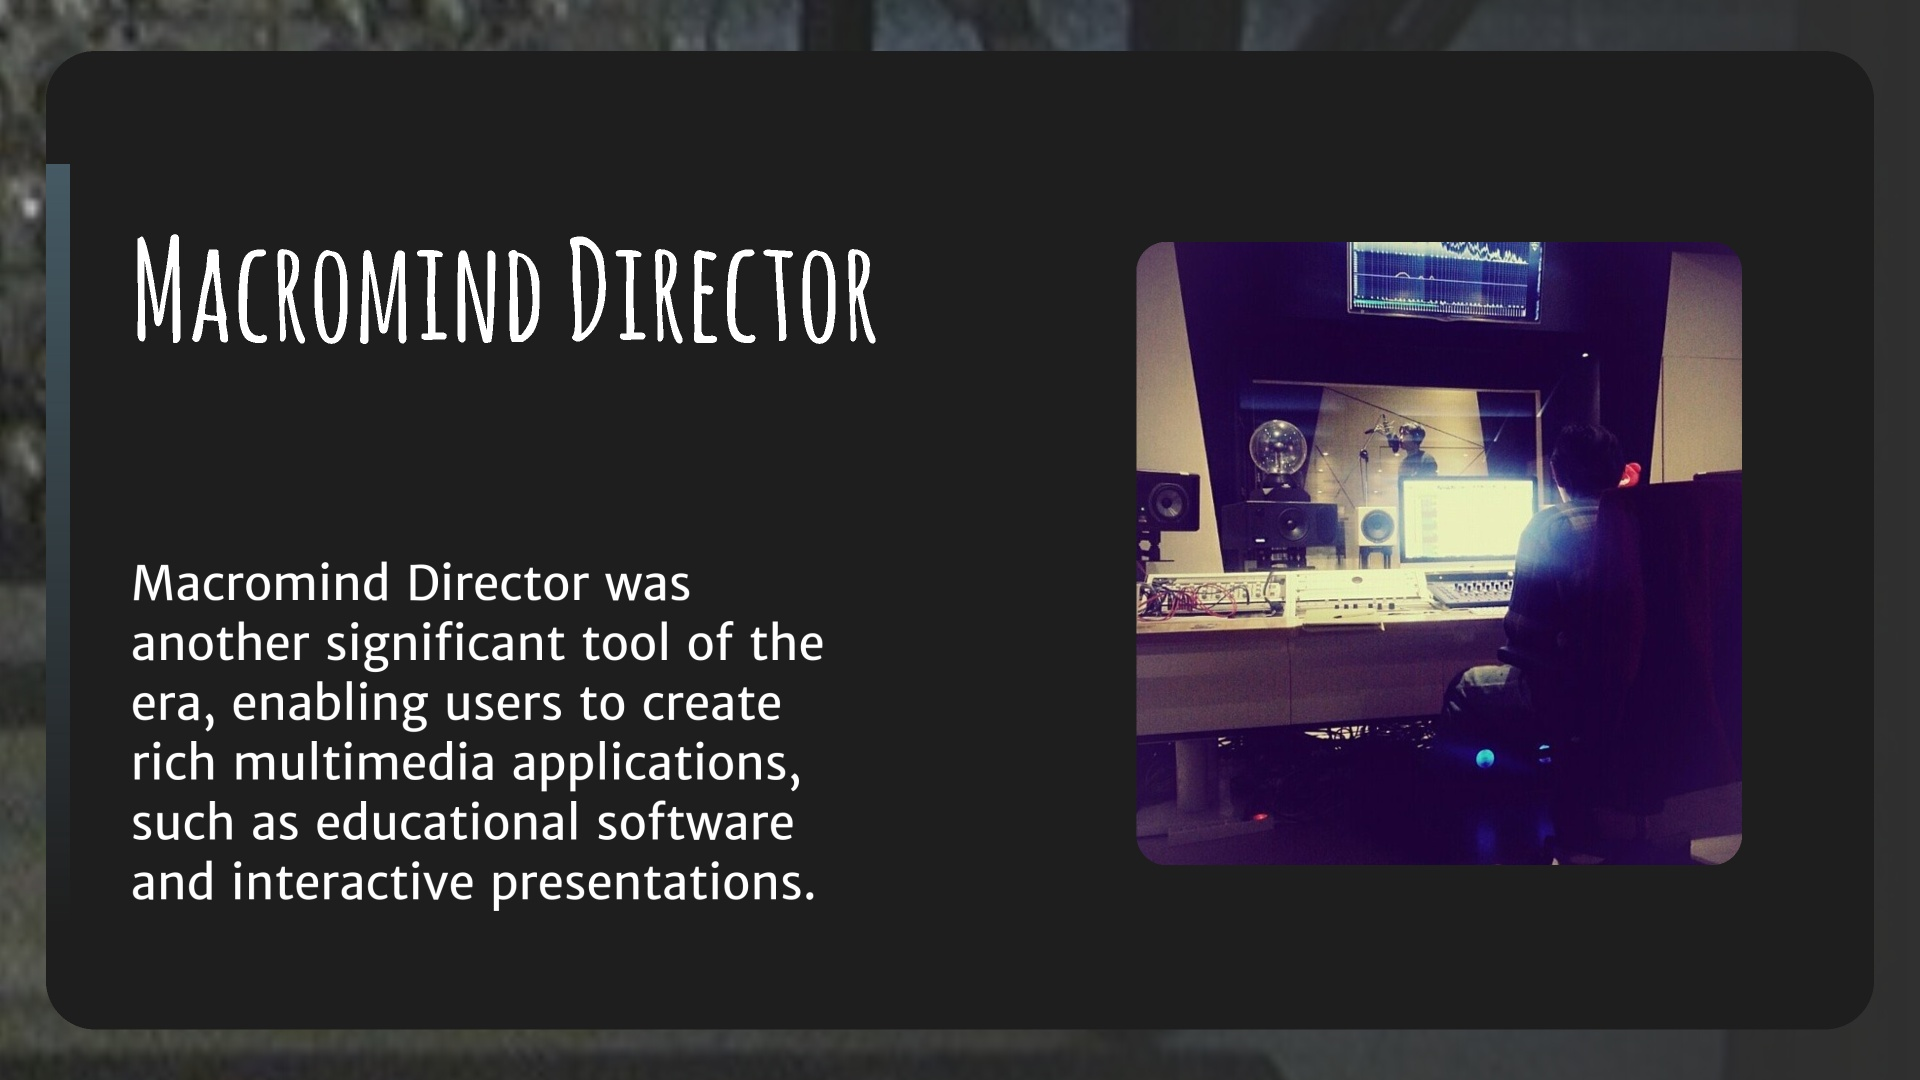 Macromind Director
Macromind Director was
another significant tool of the
era, enabling users to create
rich multimedia applications,
such as educational software
and interactive presentations.